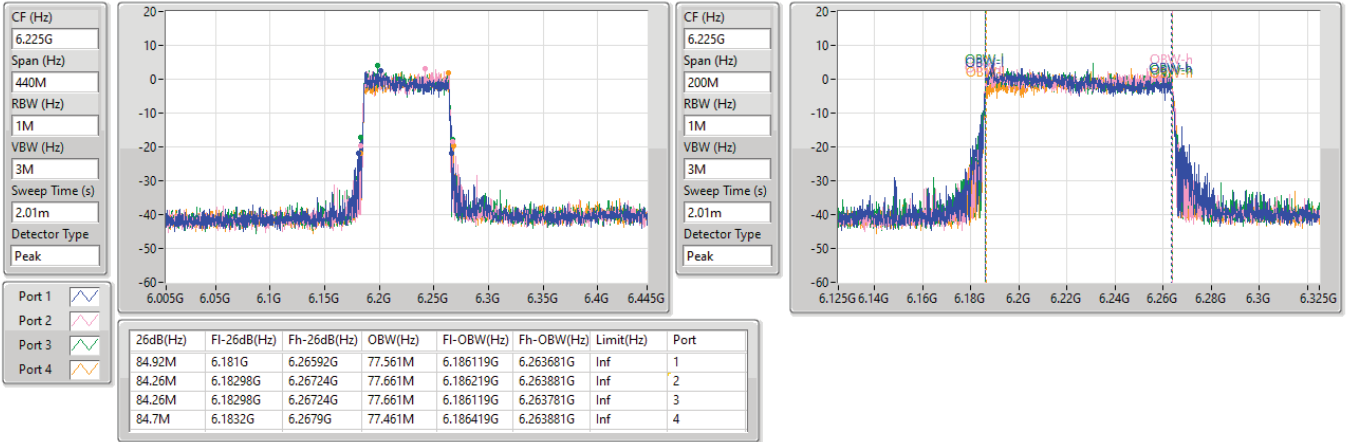 CF (Hz)
6.225G
Span (Hz)
440M
RBW (Hz)
1M
VBW (Hz)
3M
Sweep Time (s)
2.01m
Detector Type
Peak
20
10
0
-10
-20
-30
-40
-50
-60
6.005G 6.05G 6.1G 6.15G 6.2G 6.25G 6.3G 6.35G 6.4G 6.445G
CF (Hz)
6.225G
Span (Hz)
200M
RBW (Hz)
1M
VBW (Hz)
3M
Sweep Time (s)
2.01m
Detector Type
Peak
20
10
0
-10
-20
-30
-40
-50
-60
OBW-l
OBW-h
OBW-h
6.125G 6.14G 6.16G 6.18G 6.2G 6.22G 6.24G 6.26G 6.28G 6.3G 6.325G
Port 1
Port 2
Port 3
Port 4
26dB(Hz) Fl-26dB(Hz) Fh-26dB(Hz) OBW(Hz) Fl-OBW(Hz) Fh-OBW(Hz) Limit(Hz) Port
84.92M 6.181G 6.26592G 77.561M 6.186119G 6.263681G Inf 1
84.26M 6.18298G 6.26724G 77.661M 6.186219G 6.263881G Inf 2
84.26M 6.18298G 6.26724G 77.661M 6.186119G 6.263781G Inf 3
84.7M 6.1832G 6.2679G 77.461M 6.186419G 6.263881G Inf 4